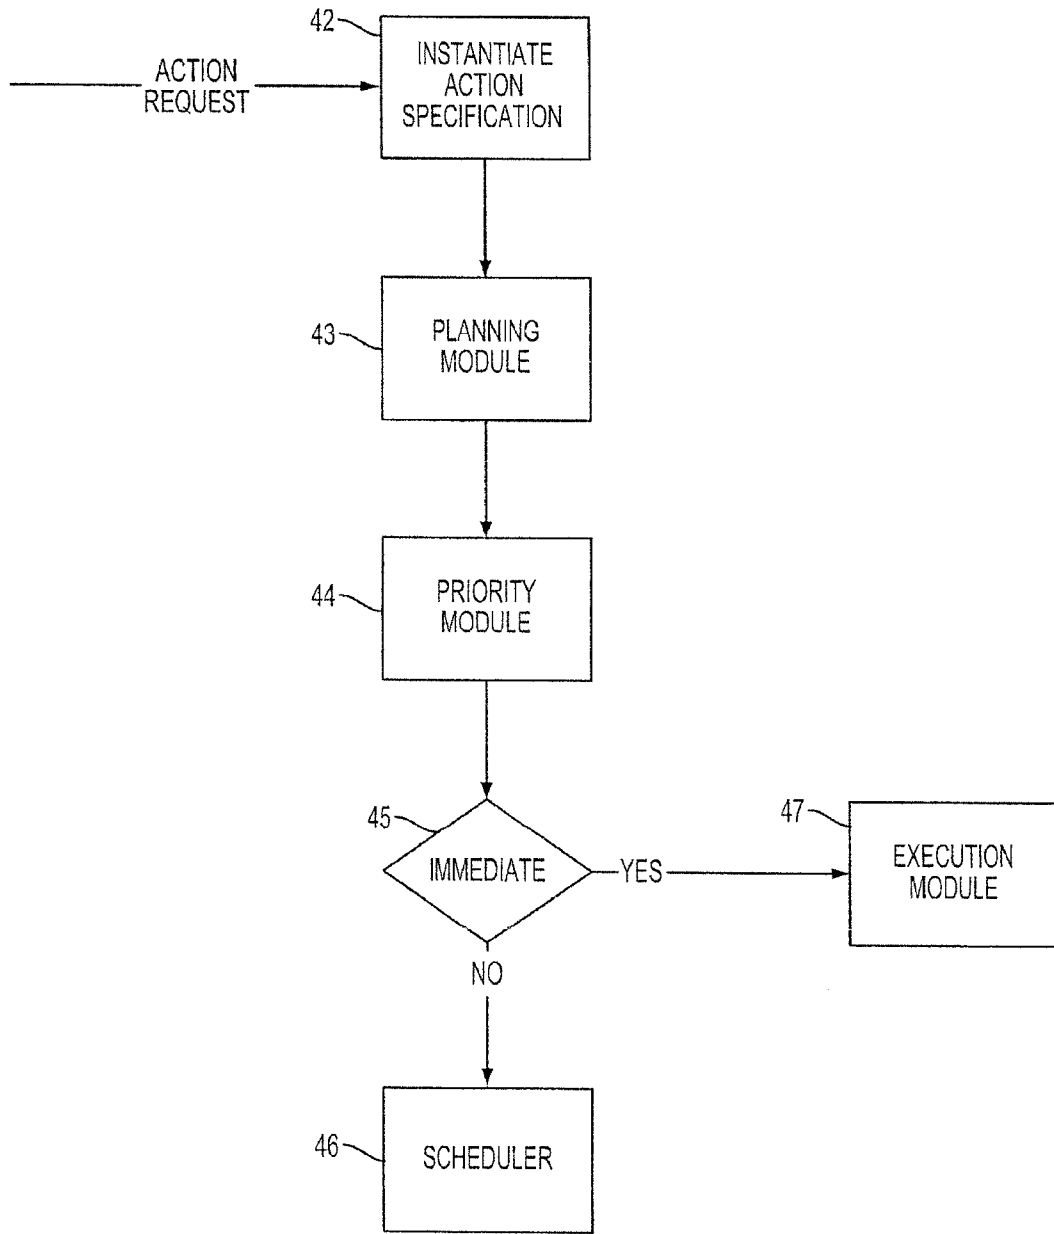 42
INSTANTIATE
ACTION
SPECIFICATION
ACTION
REQUEST
43
PLANNING
MODULE
44
PRIORITY
MODULE
45
IMMEDIATE
YES
47
EXECUTION
MODULE
NO
46
SCHEDULER